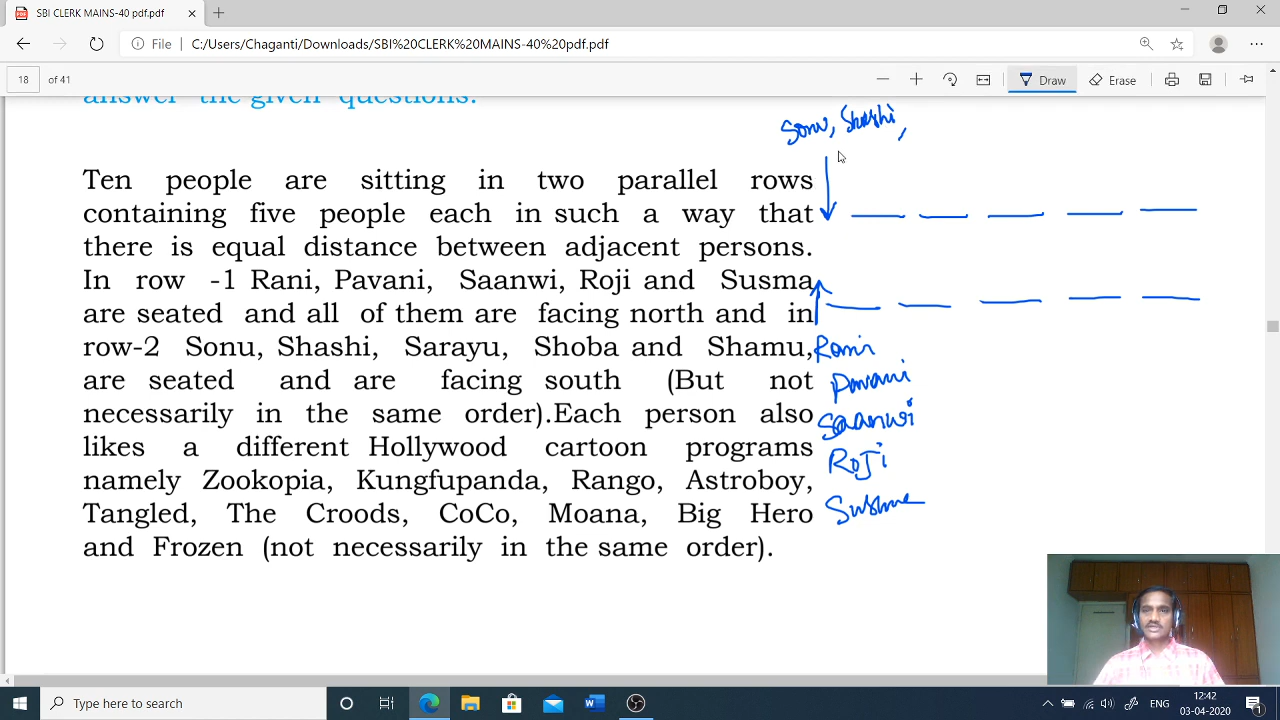 SBI CLERK MAINS-40 pdf.pdf
File C:/Users/Chaganti/Downloads/SBI%20CLERK%20MAINS-40%20pdf.pdf
18 of 41
Draw Erase
answer the given questions.
Sonu, Shashi,
Ten people are sitting in two parallel rows
containing five people each in such a way that
there is equal distance between adjacent persons.
In row -1 Rani, Pavani, Saanwi, Roji and Susma
are seated and all of them are facing north and in
row-2 Sonu, Shashi, Sarayu, Shoba and Shamu,
are seated and are facing south (But not
necessarily in the same order).Each person also
likes a different Hollywood cartoon programs
namely Zookopia, Kungfupanda, Rango, Astroboy,
Tangled, The Croods, CoCo, Moana, Big Hero
and Frozen (not necessarily in the same order).
Rani
Pavani
Saanwi
Roji
Susma
Type here to search
ENG
12:42
03-04-2020